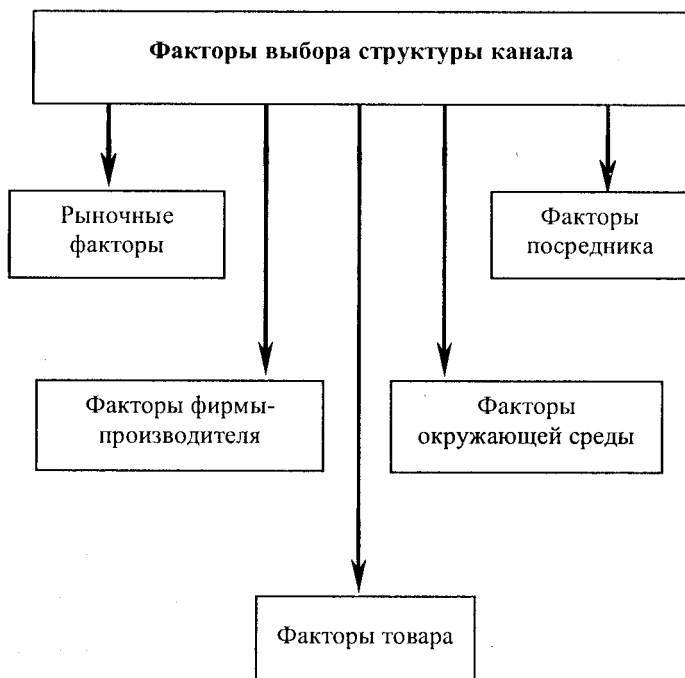 Факторы выбора структуры канала
Рыночные
факторы
Факторы
посредника
Факторы фирмы-
производителя
Факторы
окружающей среды
Факторы товара